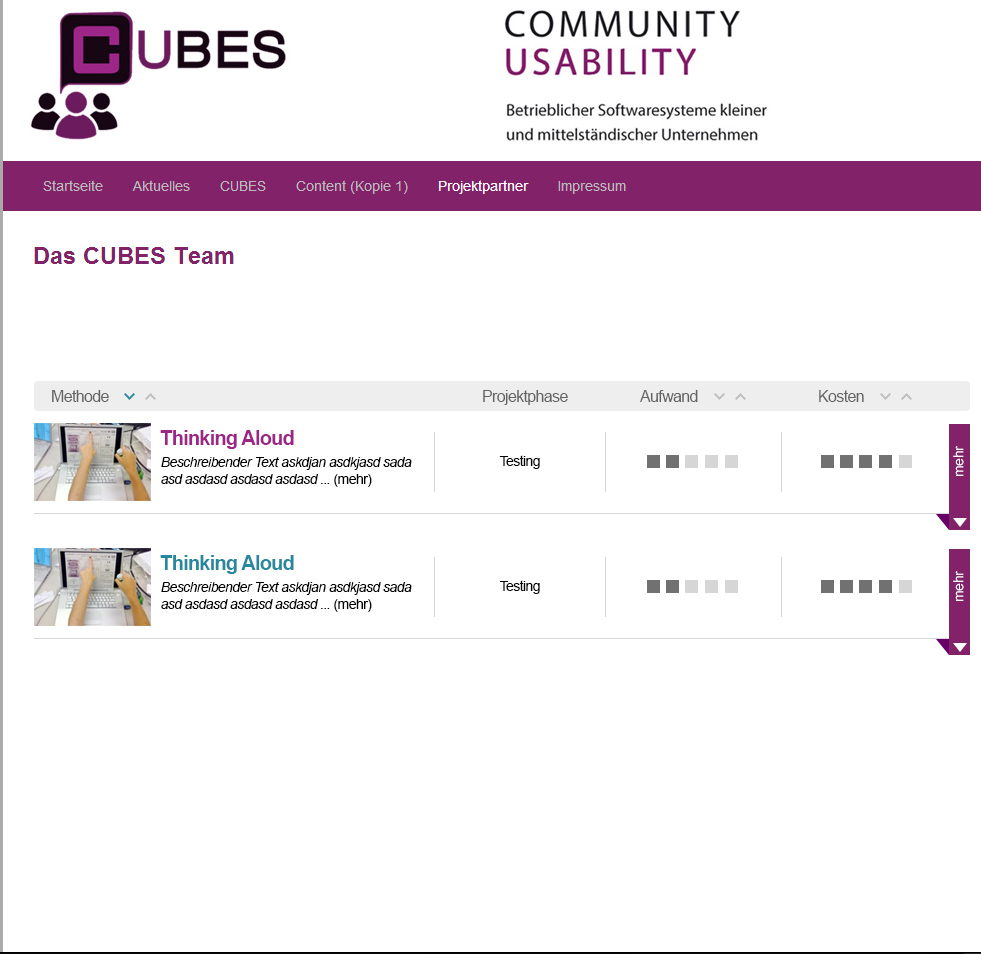 CUBES
COMMUNITY
USABILITY
Betrieblicher Softwaresysteme kleiner
und mittelständischer Unternehmen
Startseite Aktuelles CUBES Content (Kopie 1) Projektpartner Impressum
Das CUBES Team
Methode Projektphase Aufwand Kosten
Thinking Aloud
Beschreibender Text askdjan asdkjasd sada
asd asdasd asdasd asdasd ... (mehr)
Testing
mehr
Thinking Aloud
Beschreibender Text askdjan asdkjasd sada
asd asdasd asdasd asdasd ... (mehr)
Testing
mehr